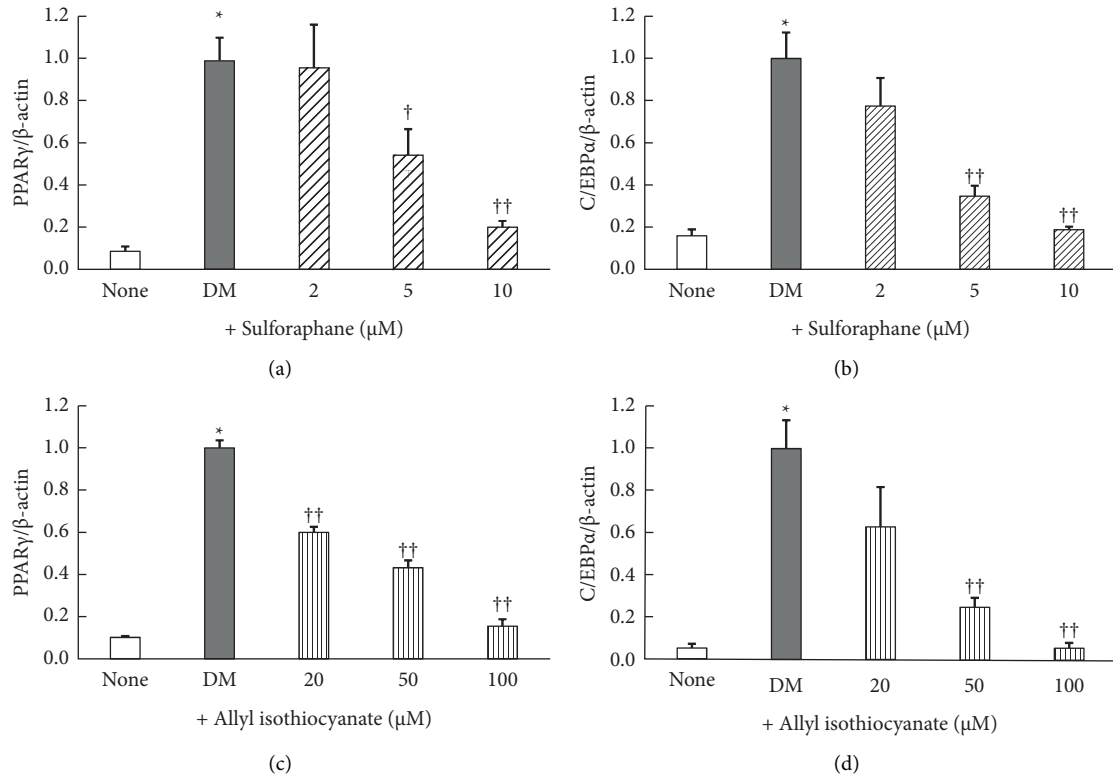 PPARγ/β-actin
1.2
1.0
0.8
0.6
0.4
0.2
0.0
*
†
††
None DM 2 5 10
+ Sulforaphane (μM)
(a)
C/EBPα/β-actin
1.2
1.0
0.8
0.6
0.4
0.2
0.0
*
††
††
None DM 2 5 10
+ Sulforaphane (μM)
(b)
PPARγ/β-actin
1.2
1.0
0.8
0.6
0.4
0.2
0.0
*
††
††
††
None DM 20 50 100
+ Allyl isothiocyanate (μM)
(c)
C/EBPα/β-actin
1.2
1.0
0.8
0.6
0.4
0.2
0.0
*
††
††
None DM 20 50 100
+ Allyl isothiocyanate (μM)
(d)